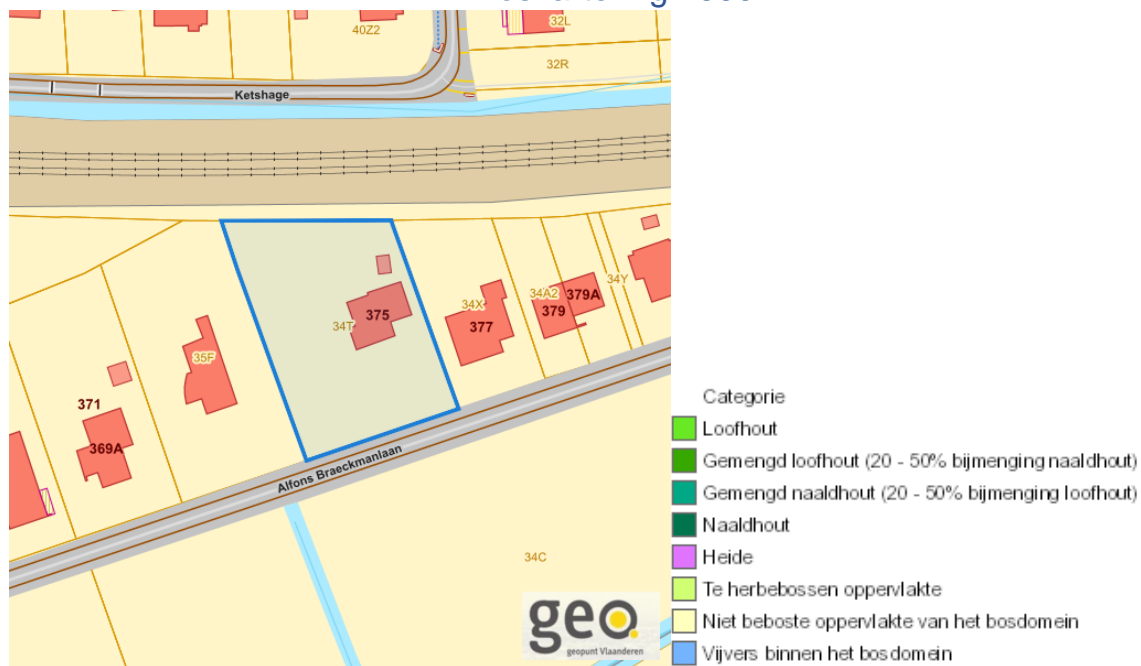 40Z2
32L
32R
Ketshage
34T
375
34X
377
34A2
379A
379
34Y
35F
371
369A
Alfons Braeckmanlaan
34C
geo
geopunt Vlaanderen
Categorie
Loofhout
Gemengd loofhout (20 - 50% bijmenging naaldhout)
Gemengd naaldhout (20 - 50% bijmenging loofhout)
Naaldhout
Heide
Te herbebossen oppervlakte
Niet beboste oppervlakte van het bosdomein
Vijvers binnen het bosdomein